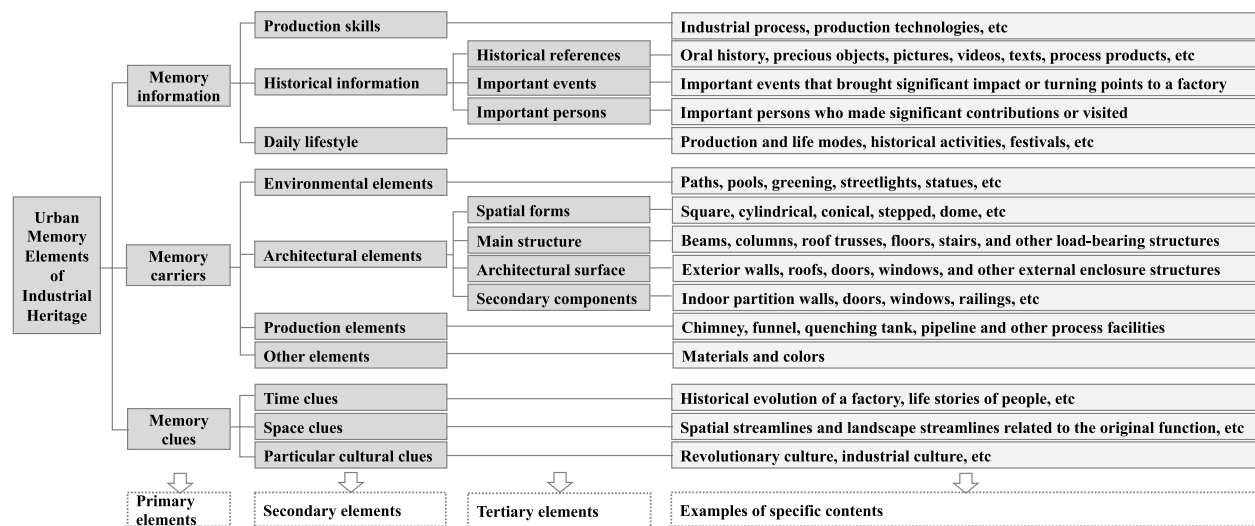 Production skills
Industrial process, production technologies, etc
Historical references
Oral history, precious objects, pictures, videos, texts, process products, etc
Memory
information
Historical information
Important events
Important events that brought significant impact or turning points to a factory
Important persons
Important persons who made significant contributions or visited
Daily lifestyle
Production and life modes, historical activities, festivals, etc
Environmental elements
Paths, pools, greening, streetlights, statues, etc
Urban
Memory
Elements
of
Industrial
Heritage
Memory
carriers
Architectural elements
Spatial forms
Square, cylindrical, conical, stepped, dome, etc
Main structure
Beams, columns, roof trusses, floors, stairs, and other load-bearing structures
Architectural surface
Exterior walls, roofs, doors, windows, and other external enclosure structures
Secondary components
Indoor partition walls, doors, windows, railings, etc
Production elements
Chimney, funnel, quenching tank, pipeline and other process facilities
Other elements
Materials and colors
Memory
clues
Time clues
Historical evolution of a factory, life stories of people, etc
Space clues
Spatial streamlines and landscape streamlines related to the original function, etc
Particular cultural clues
Revolutionary culture, industrial culture, etc
Primary
elements
Secondary elements
Tertiary elements
Examples of specific contents